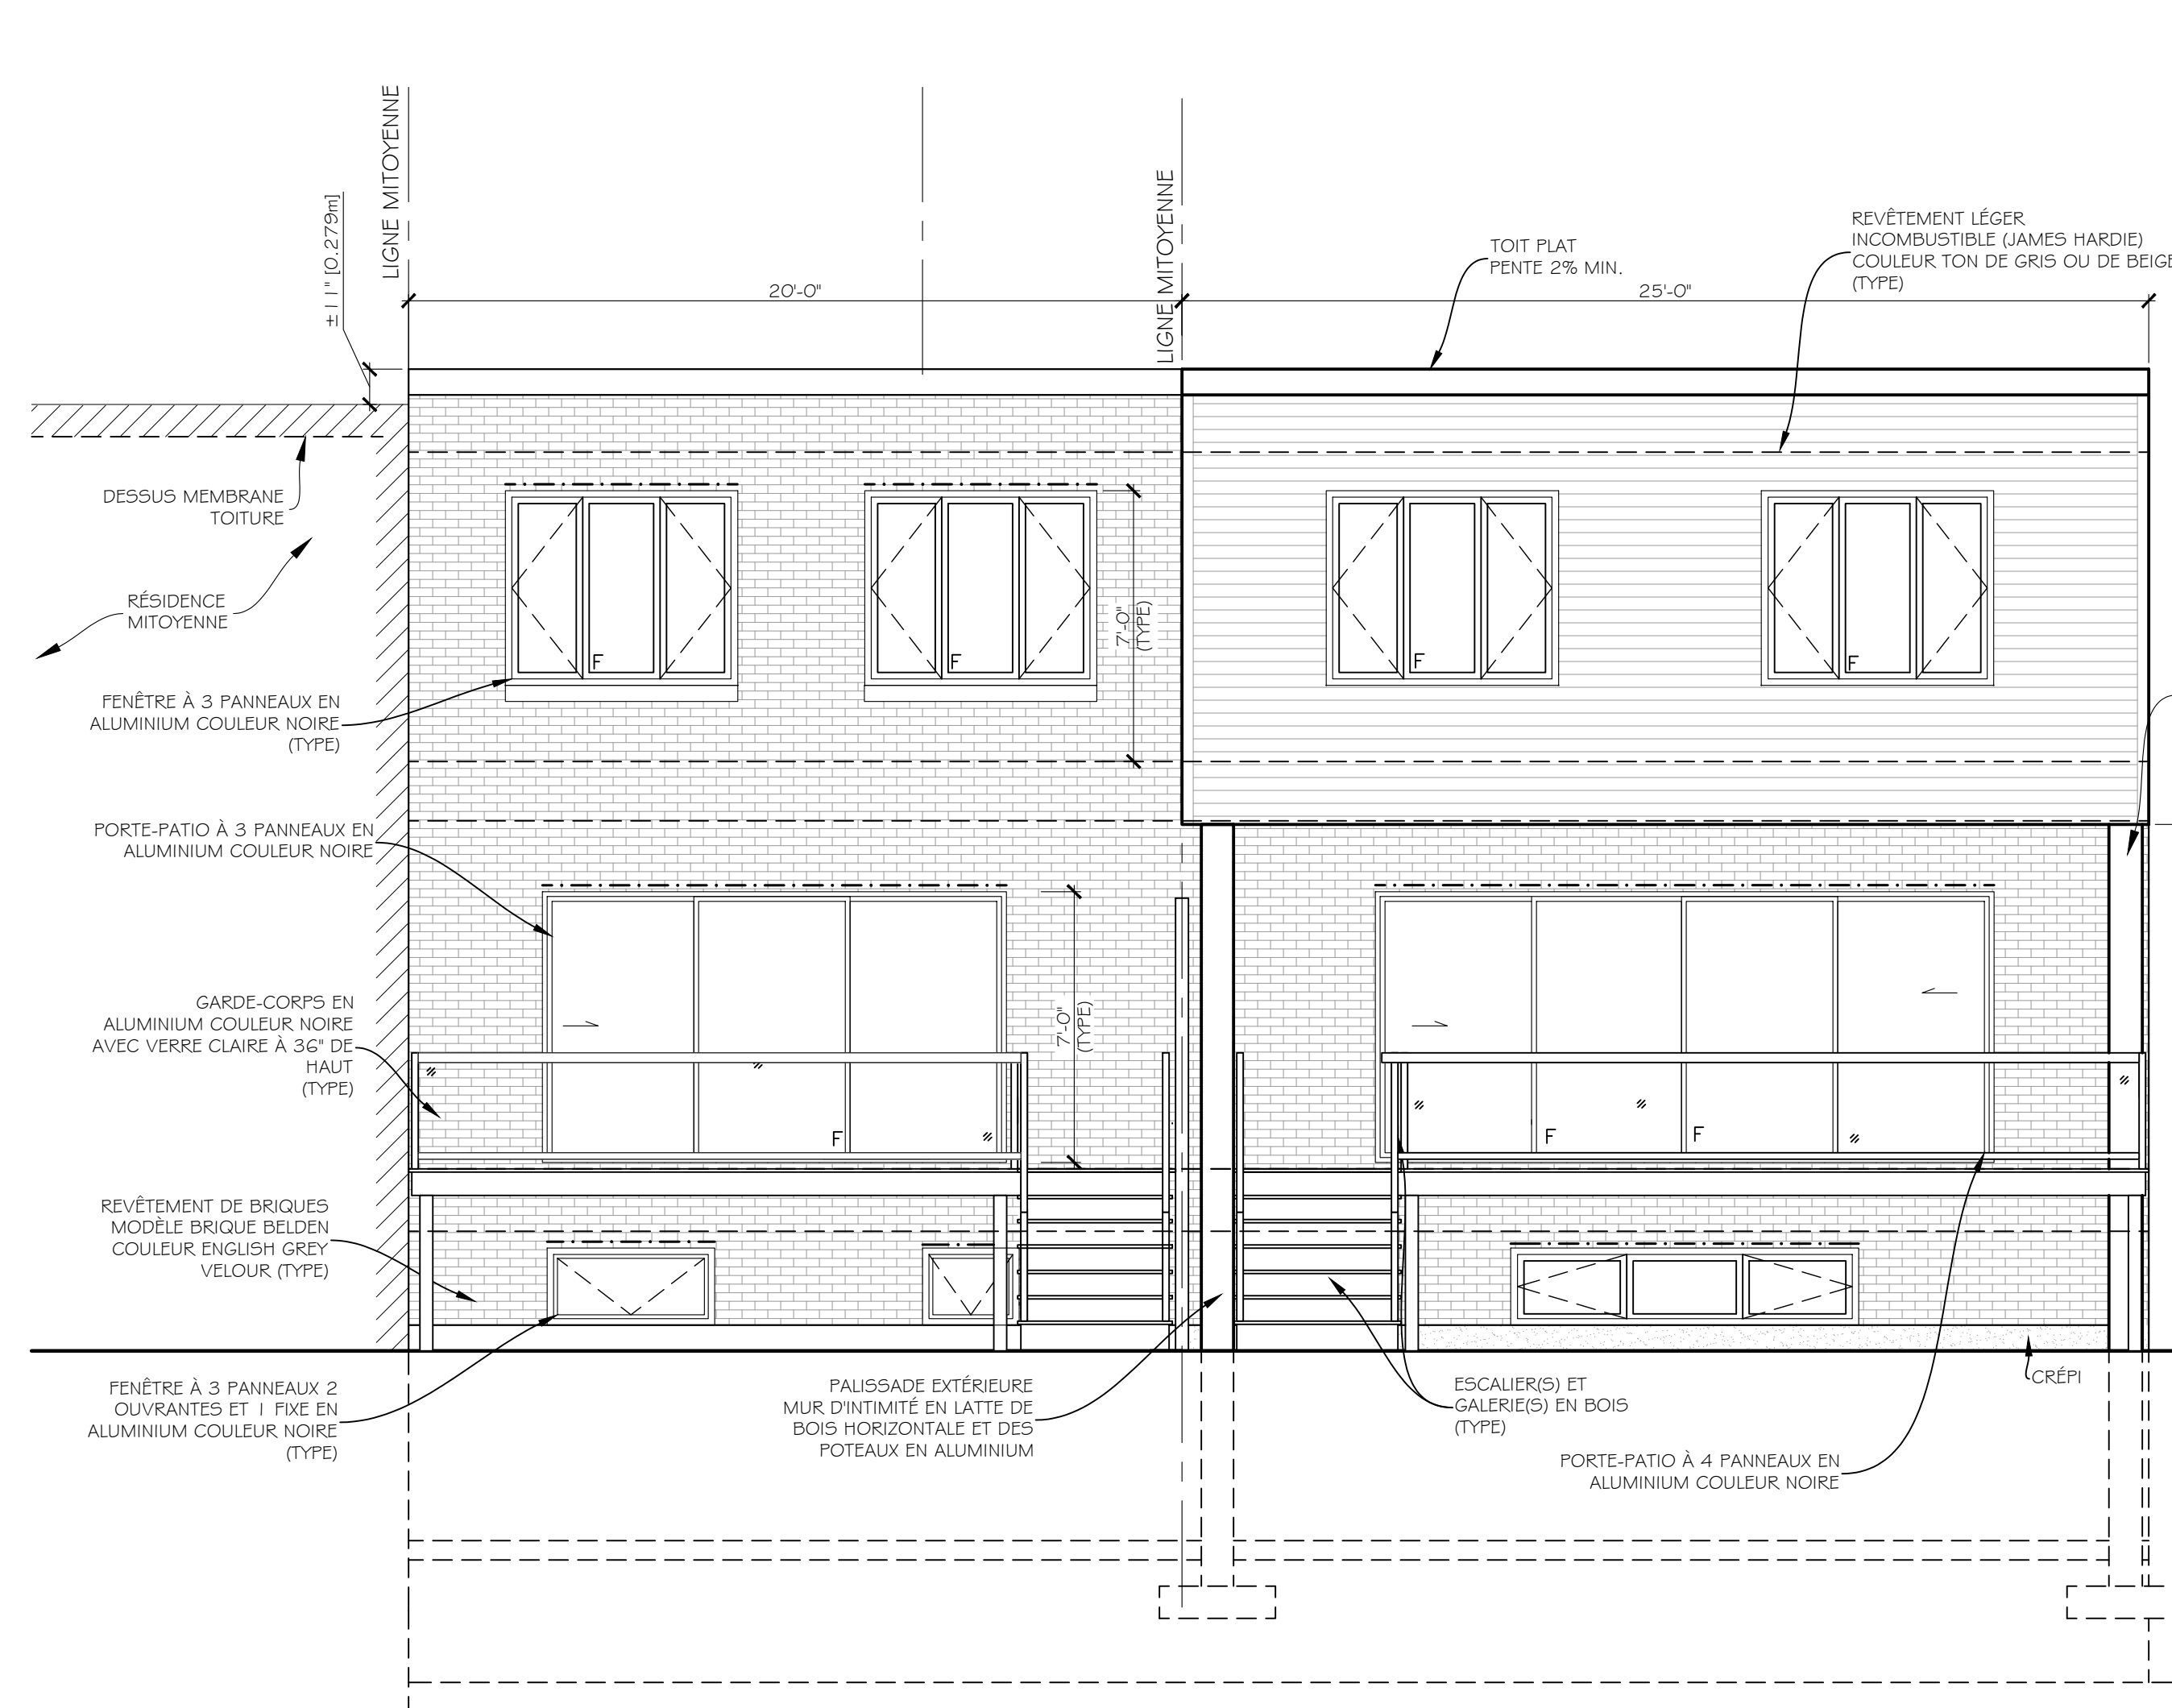 LIGNE MITOYENNE
± 11" [0.279m]
LIGNE MITOYENNE
20'-0"
25'-0"
TOIT PLAT
PENTE 2% MIN.
REVÊTEMENT LÉGER
INCOMBUSTIBLE (JAMES HARDIE)
COULEUR TON DE GRIS OU DE BEIGE
(TYPE)
DESSUS MEMBRANE
TOITURE
RÉSIDENCE
MITOYENNE
7'-0"
(TYPE)
F
F
F
F
FENÊTRE À 3 PANNEAUX EN
ALUMINIUM COULEUR NOIRE
(TYPE)
PORTE-PATIO À 3 PANNEAUX EN
ALUMINIUM COULEUR NOIRE
GARDE-CORPS EN
ALUMINIUM COULEUR NOIRE
AVEC VERRE CLAIRE À 36" DE
HAUT
(TYPE)
7'-0"
(TYPE)
F
F
F
REVÊTEMENT DE BRIQUES
MODÈLE BRIQUE BELDEN
COULEUR ENGLISH GREY
VELOUR (TYPE)
FENÊTRE À 3 PANNEAUX 2
OUVRANTES ET 1 FIXE EN
ALUMINIUM COULEUR NOIRE
(TYPE)
PALISSADE EXTÉRIEURE
MUR D'INTIMITÉ EN LATTE DE
BOIS HORIZONTALE ET DES
POTEAUX EN ALUMINIUM
ESCALIER(S) ET
GALERIE(S) EN BOIS
(TYPE)
CRÉPI
PORTE-PATIO À 4 PANNEAUX EN
ALUMINIUM COULEUR NOIRE